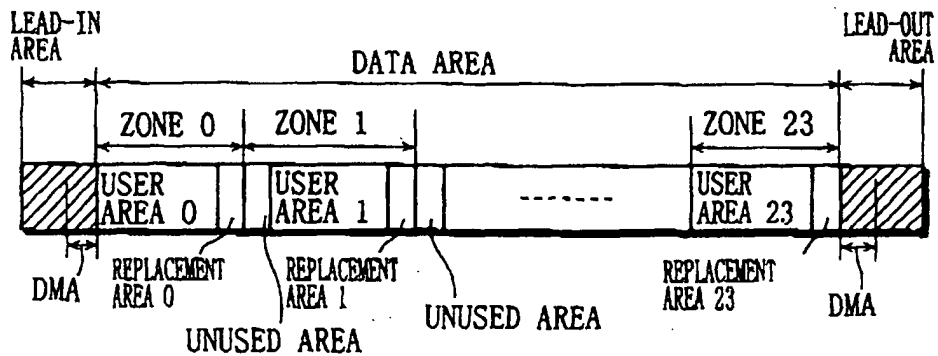 LEAD-IN
AREA
LEAD-OUT
AREA
DATA AREA
ZONE 0
ZONE 1
ZONE 23
USER
AREA 0
USER
AREA 1
USER
AREA 23
DMA
REPLACEMENT
AREA 0
REPLACEMENT
AREA 1
REPLACEMENT
AREA 23
DMA
UNUSED AREA
UNUSED AREA